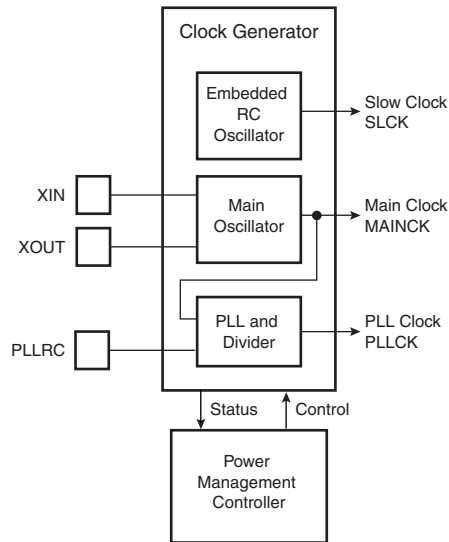 Clock Generator
Embedded
RC
Oscillator
Slow Clock
SLCK
XIN
Main
Oscillator
Main Clock
MAINCK
XOUT
PLL and
Divider
PLL Clock
PLLCK
PLLRC
Status
Control
Power
Management
Controller